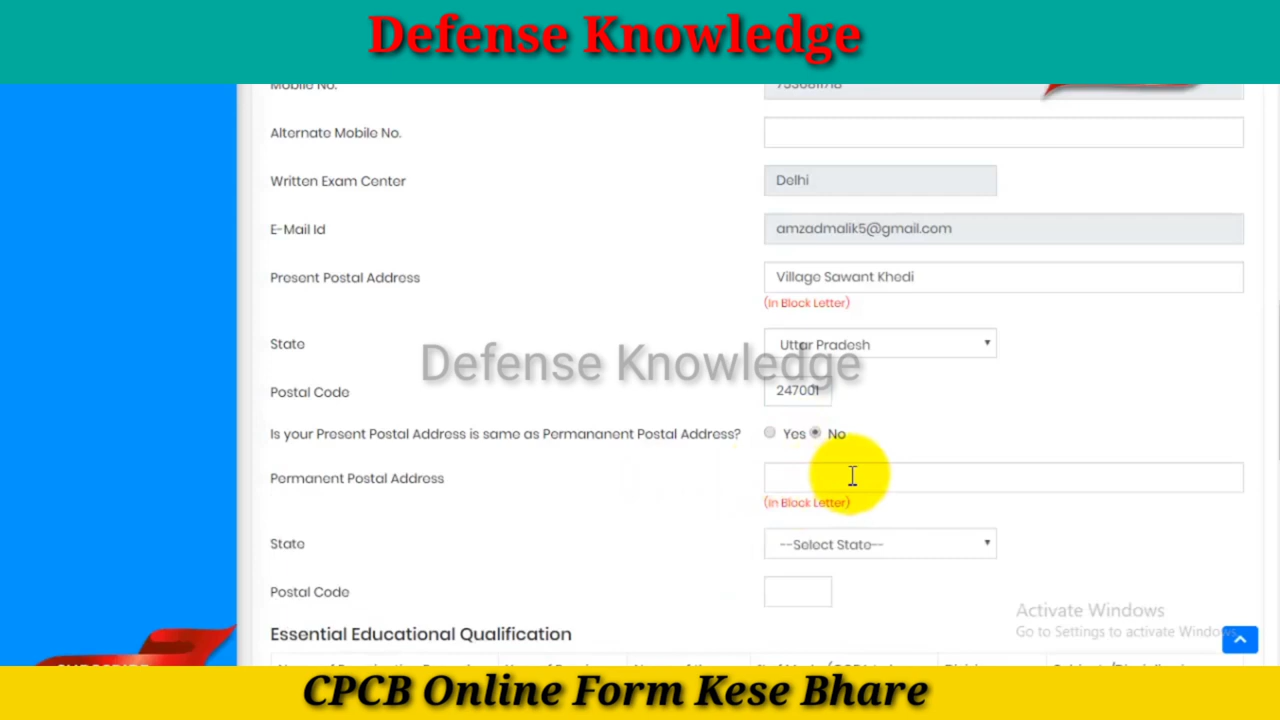 Defense Knowledge
Mobile No.
Alternate Mobile No.
Written Exam Center Delhi
E-Mail Id amzadmalik5@gmail.com
Present Postal Address Village Sawant Khedi
(In Block Letter)
State Uttar Pradesh
Defense Knowledge
Postal Code 247001
Is your Present Postal Address is same as Permananent Postal Address? Yes No
Permanent Postal Address
(In Block Letter)
State --Select State--
Postal Code
Activate Windows
Go to Settings to activate Windows.
Essential Educational Qualification
CPCB Online Form Kese Bhare